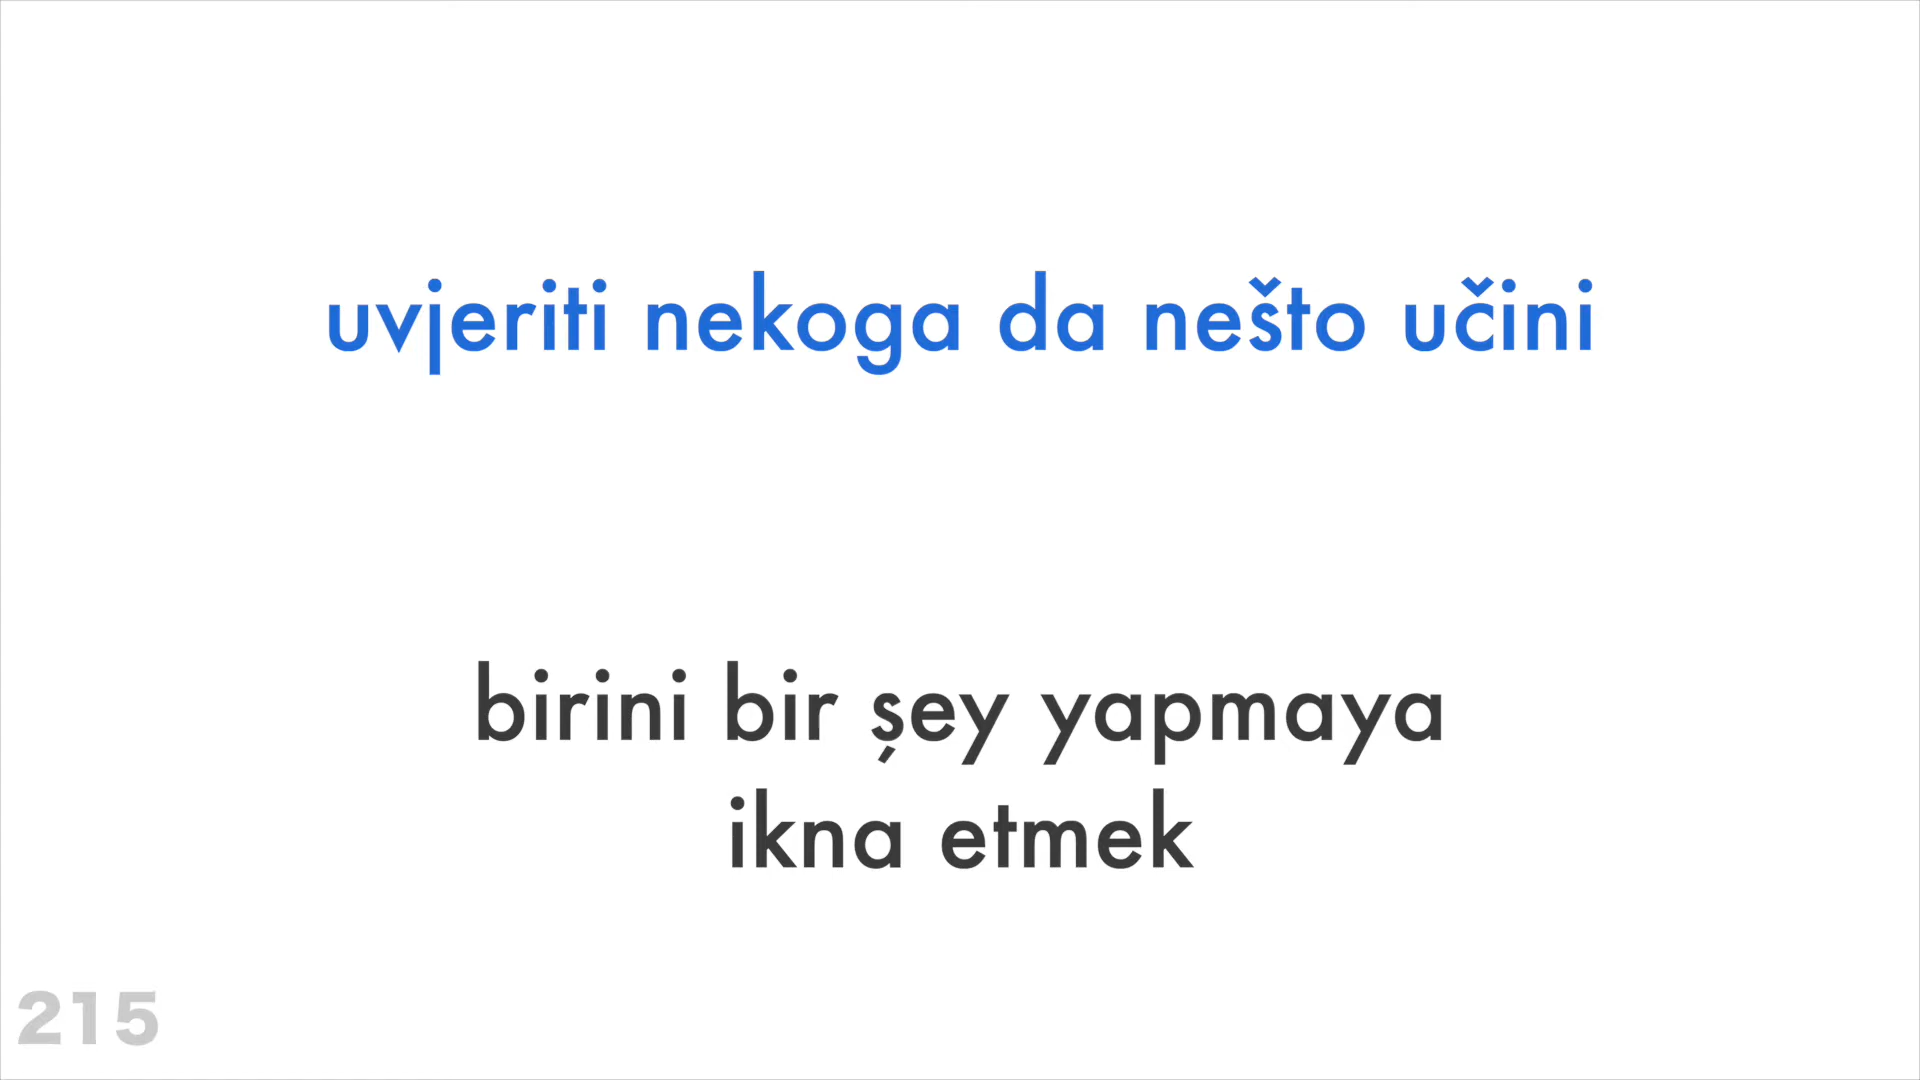 uvjeriti nekoga da nešto učini
birini bir şey yapmaya
ikna etmek
215